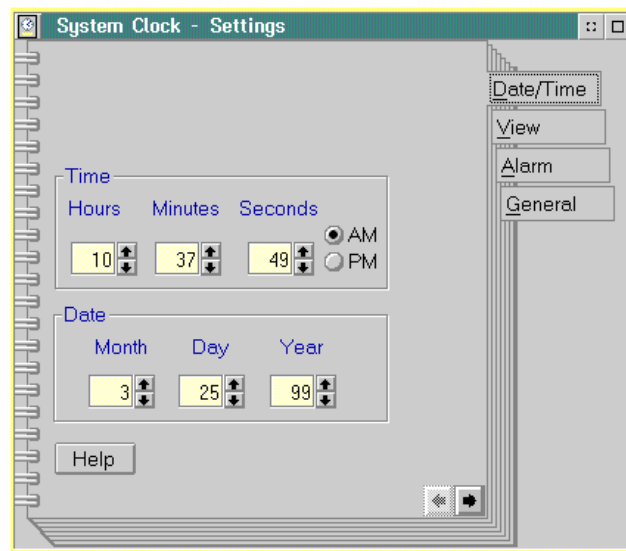 System Clock - Settings
Date/Time
View
Alarm
General
Time
Hours Minutes Seconds
AM
10 37 49
PM
Date
Month Day Year
3 25 99
Help